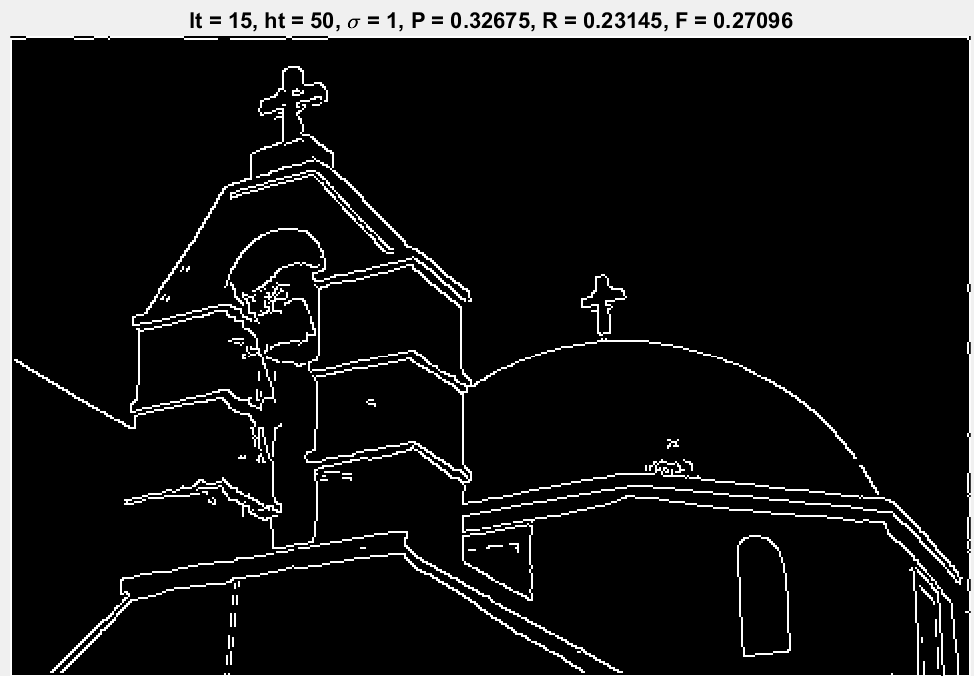 lt = 15, ht = 50, σ = 1, P = 0.32675, R = 0.23145, F = 0.27096